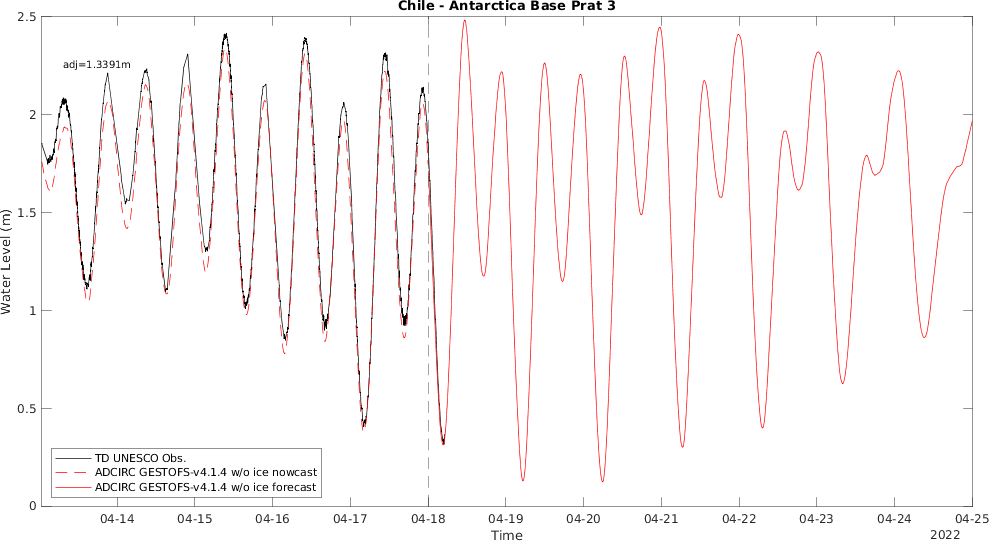 Chile - Antarctica Base Prat 3
2.5
2
1.5
1
0.5
0
Water Level (m)
adj=1.3391m
TD UNESCO Obs.
ADCIRC GESTOFS-v4.1.4 w/o ice nowcast
ADCIRC GESTOFS-v4.1.4 w/o ice forecast
04-14 04-15 04-16 04-17 04-18 04-19 04-20 04-21 04-22 04-23 04-24 04-25
Time
2022